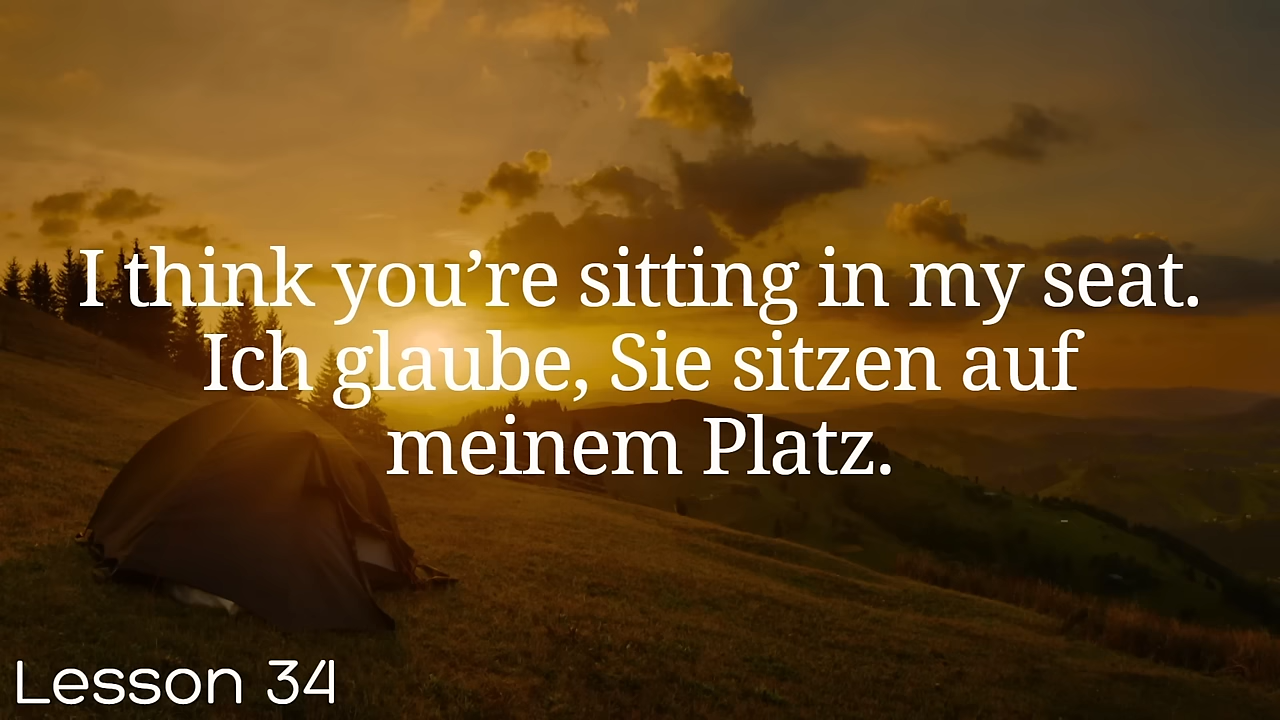 I think you’re sitting in my seat.
Ich glaube, Sie sitzen auf
meinem Platz.
Lesson 34